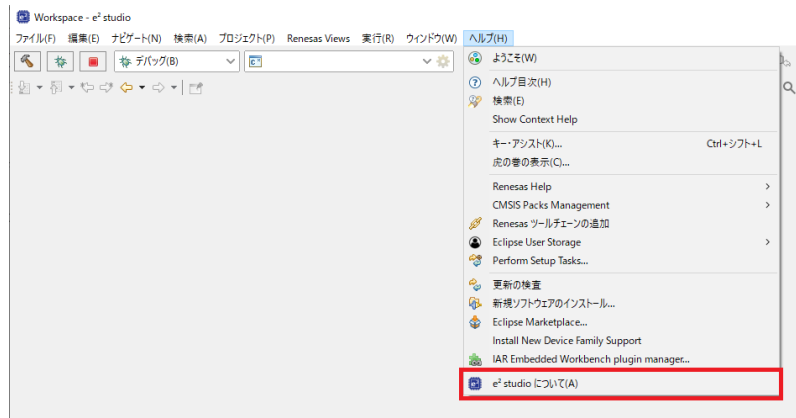 Workspace - e² studio
ファイル(F) 編集(E) ナビゲート(N) 検索(A) プロジェクト(P) Renesas Views 実行(R) ウィンドウ(W) ヘルプ(H)
デバッグ(B)
ようこそ(W)
ヘルプ目次(H)
検索(E)
Show Context Help
キー・アシスト(K)... Ctrl+シフト+L
虎の巻の表示(C)...
Renesas Help
CMSIS Packs Management
Renesas ツールチェーンの追加
Eclipse User Storage
Perform Setup Tasks...
更新の検査
新規ソフトウェアのインストール...
Eclipse Marketplace...
Install New Device Family Support
IAR Embedded Workbench plugin manager...
e² studio について(A)